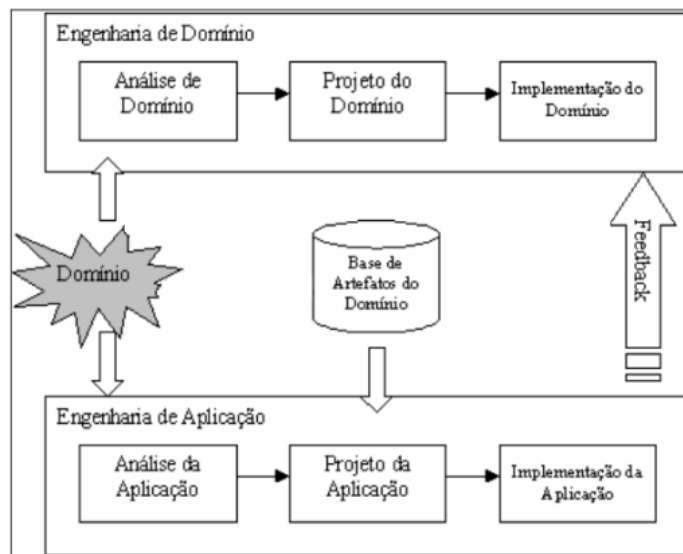 Engenharia de Domínio
Análise de
Domínio
Projeto do
Domínio
Implementação do
Domínio
Domínio
Base de
Artefatos do
Domínio
Feedback
Engenharia de Aplicação
Análise da
Aplicação
Projeto da
Aplicação
Implementação da
Aplicação